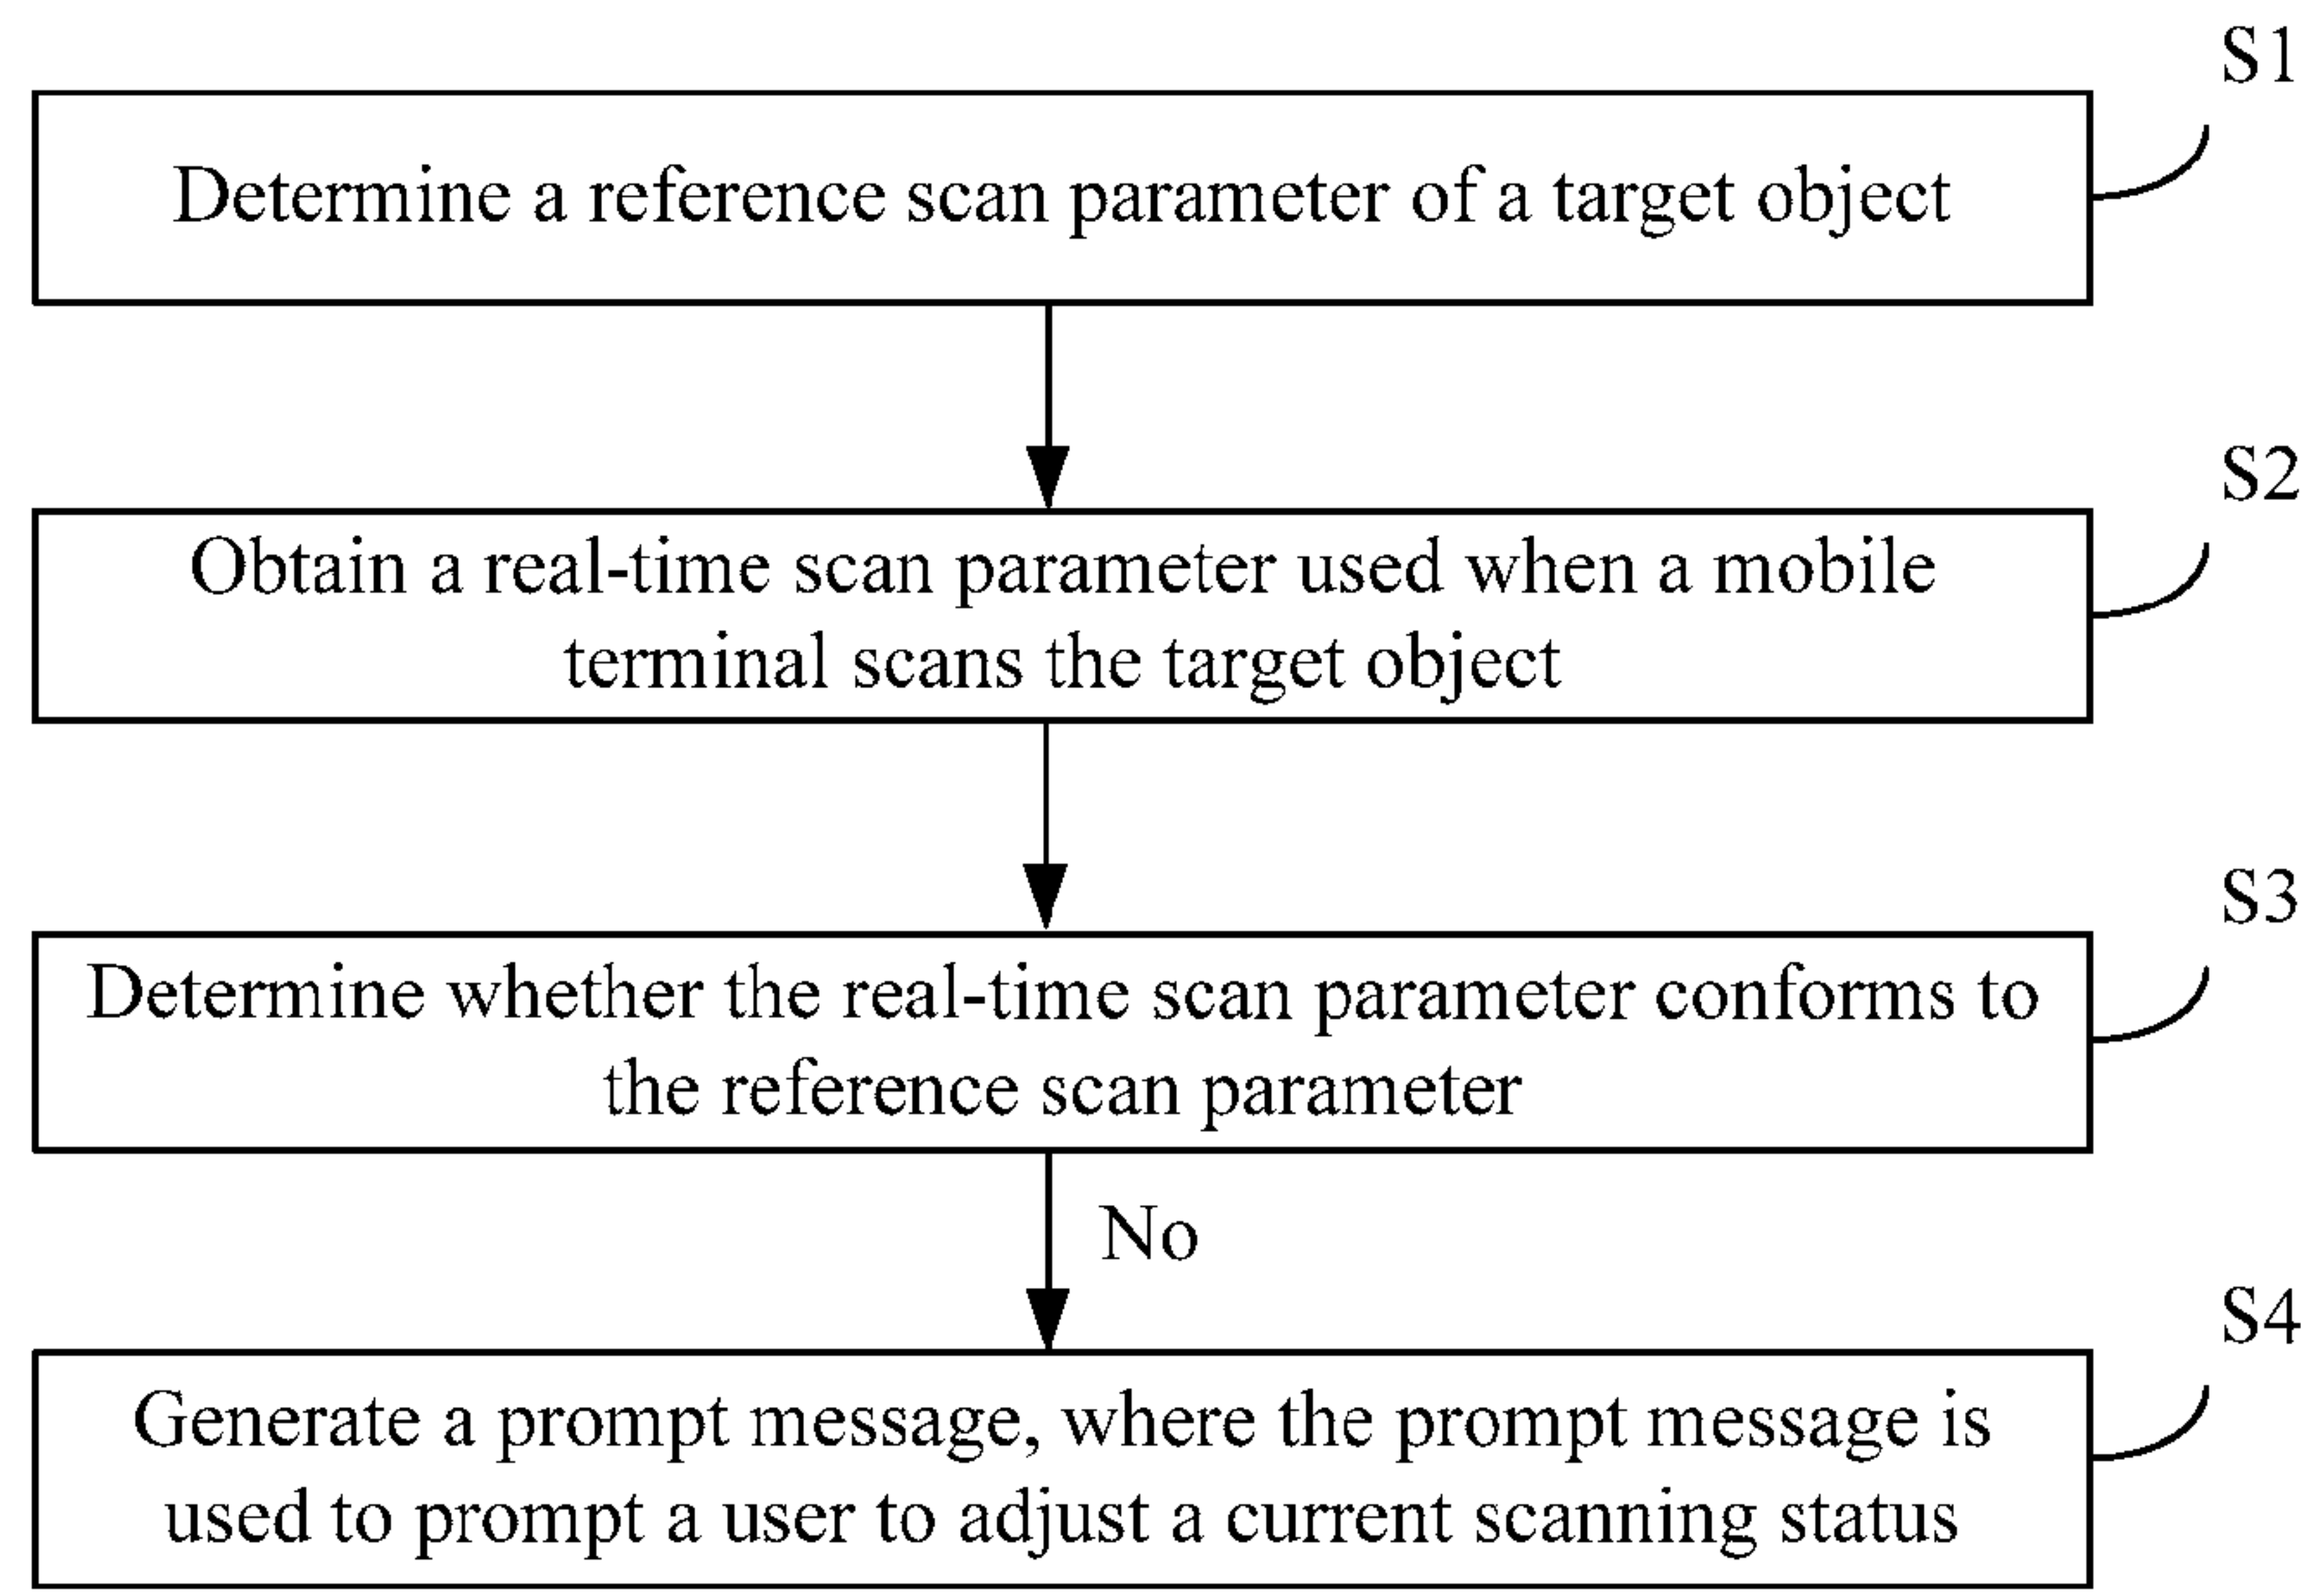 S1
Determine a reference scan parameter of a target object
S2
Obtain a real-time scan parameter used when a mobile
terminal scans the target object
S3
Determine whether the real-time scan parameter conforms to
the reference scan parameter
No
S4
Generate a prompt message, where the prompt message is
used to prompt a user to adjust a current scanning status